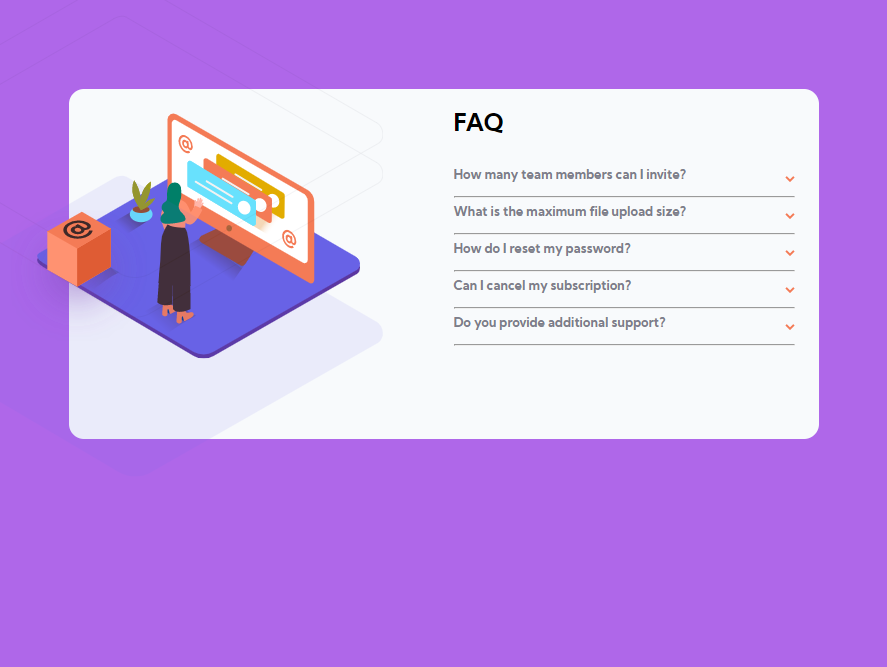 @
@
@
FAQ
How many team members can I invite?
What is the maximum file upload size?
How do I reset my password?
Can I cancel my subscription?
Do you provide additional support?